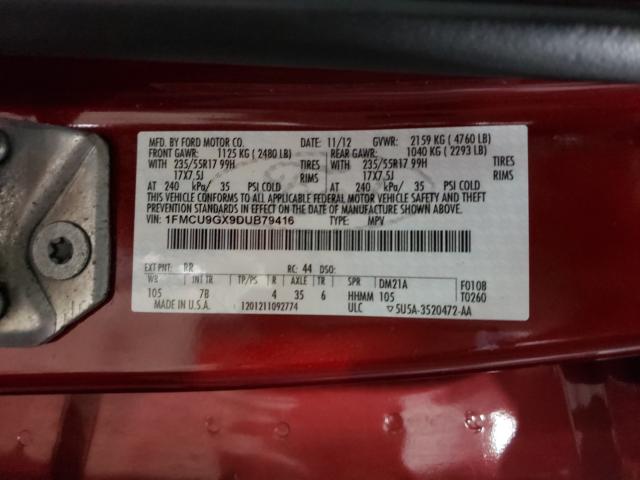 MFD. BY FORD MOTOR CO. DATE: 11/12 GVWR: 2159 KG ( 4760 LB)
FRONT GAWR: 1125 KG ( 2480 LB) REAR GAWR: 1040 KG ( 2293 LB)
WITH 235/55R17 99H TIRES WITH 235/55R17 99H TIRES
17X7.5J RIMS 17X7.5J RIMS
AT 240 kPa/ 35 PSI COLD AT 240 kPa/ 35 PSI COLD
THIS VEHICLE CONFORMS TO ALL APPLICABLE FEDERAL MOTOR VEHICLE SAFETY AND THEFT
PREVENTION STANDARDS IN EFFECT ON THE DATE OF MANUFACTURE SHOWN ABOVE.
VIN: 1FMCU9GX9DUB79416 TYPE: MPV
EXT PNT: RR RC: 44 DSO:
WB INT TR TP/PS R AXLE TR SPR DM21A F0108
105 7B 4 35 6 HHMM 105 T0260
MADE IN U.S.A. 1201211092774 ULC 5U5A-3520472-AA